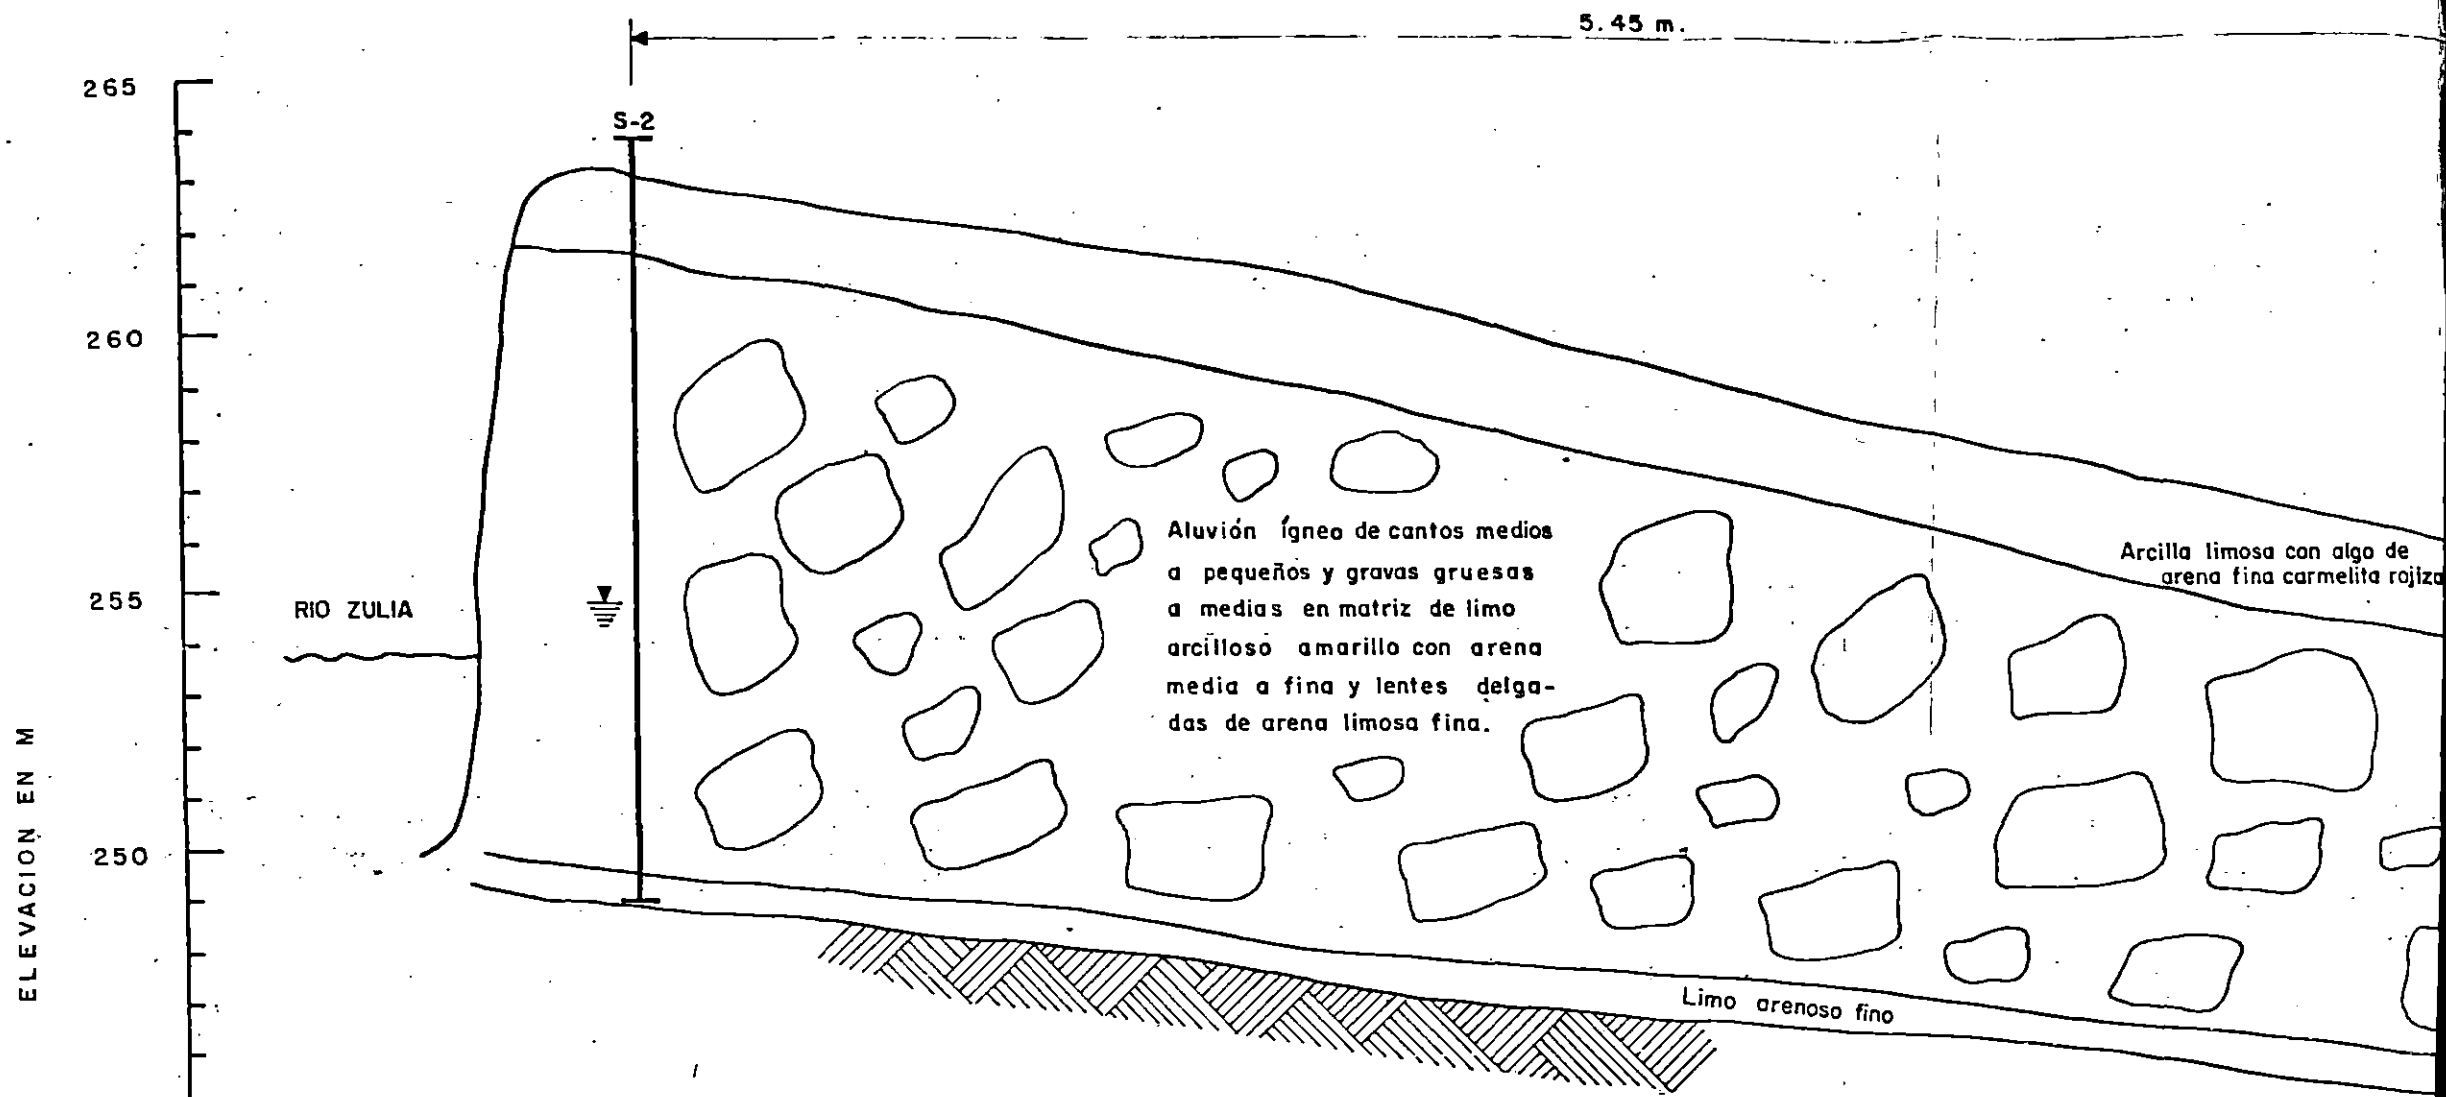 5.45 m.
265
S-2
260
Aluvión ígneo de cantos medios
a pequeños y gravas gruesas
a medias en matriz de limo
arcilloso amarillo con arena
media a fina y lentes delga-
das de arena limosa fina.
Arcilla limosa con algo de
arena fina carmelita rojiza
255
RIO ZULIA
250
ELEVACION EN M
Limo arenoso fino